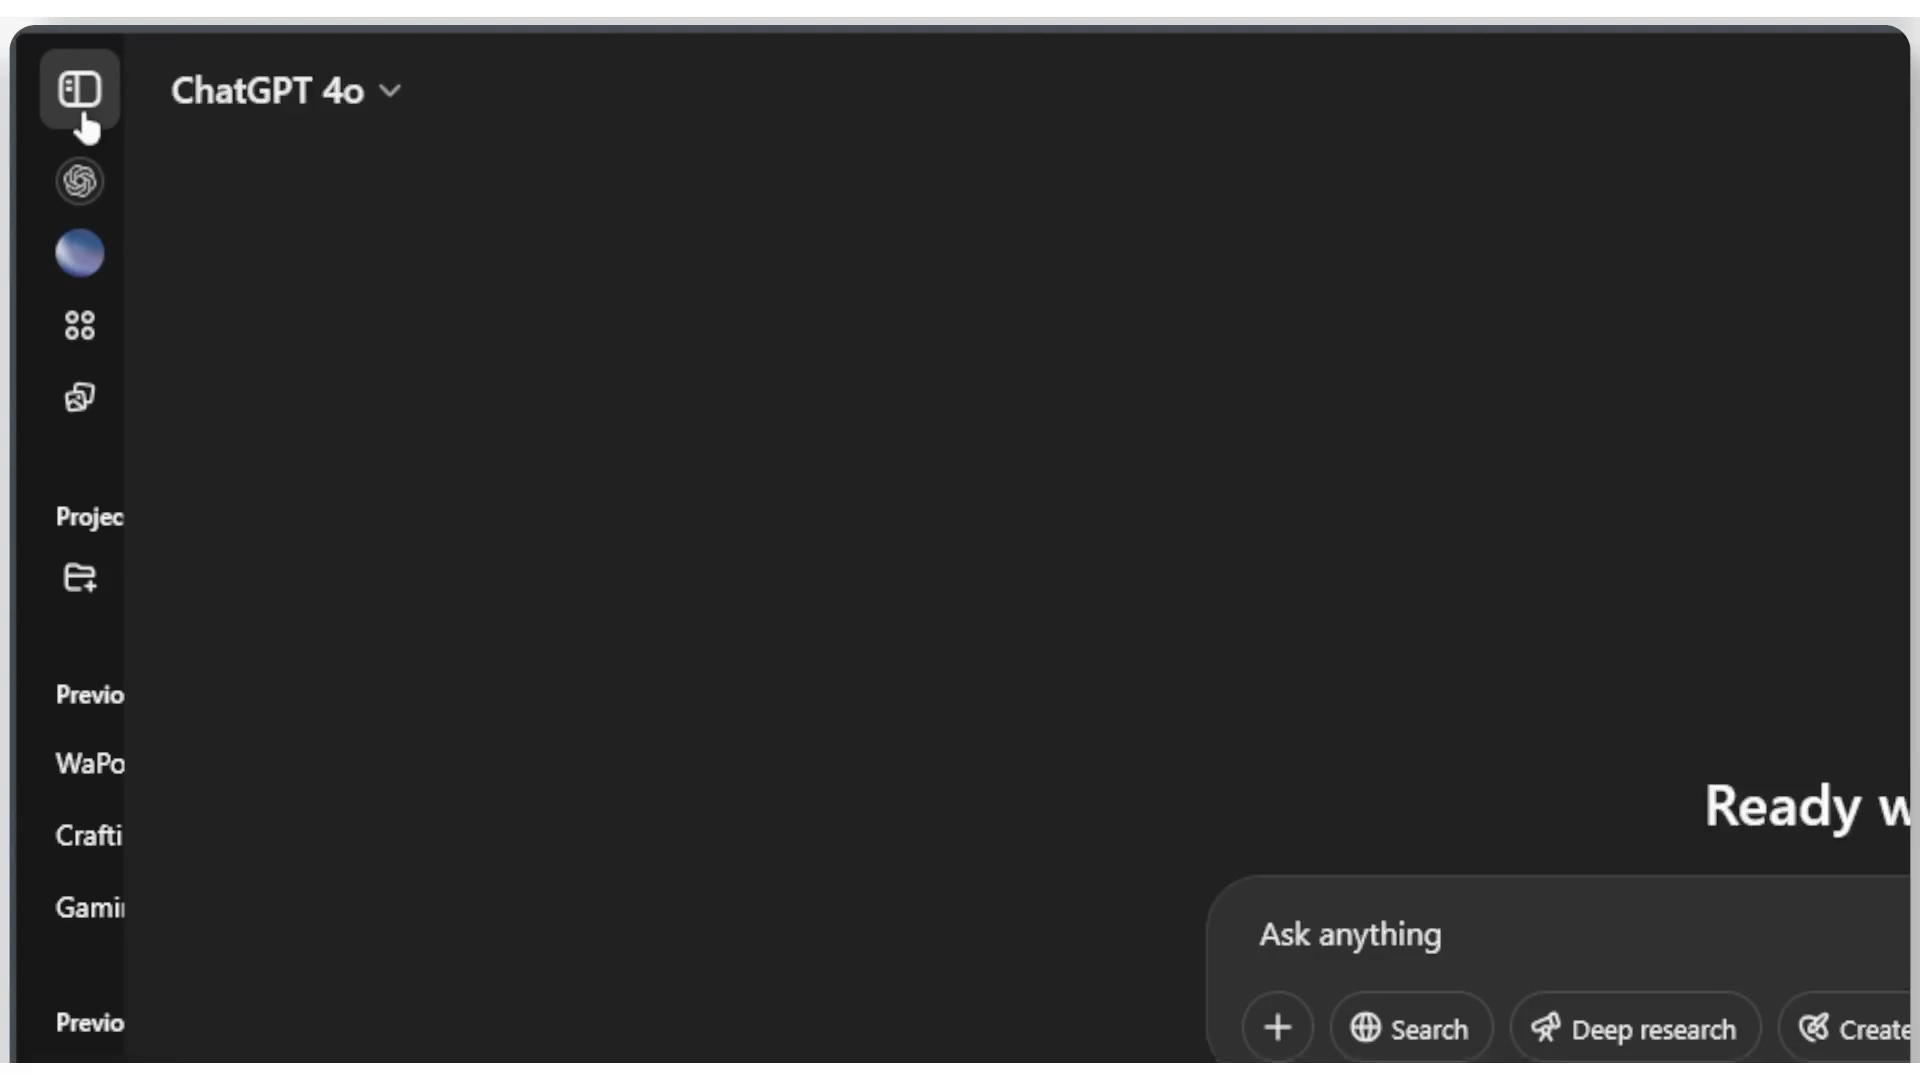 ChatGPT 4o
Projec
Previo
WaPo
Crafti
Gami
Previo
Ready w
Ask anything
Search
Deep research
Create